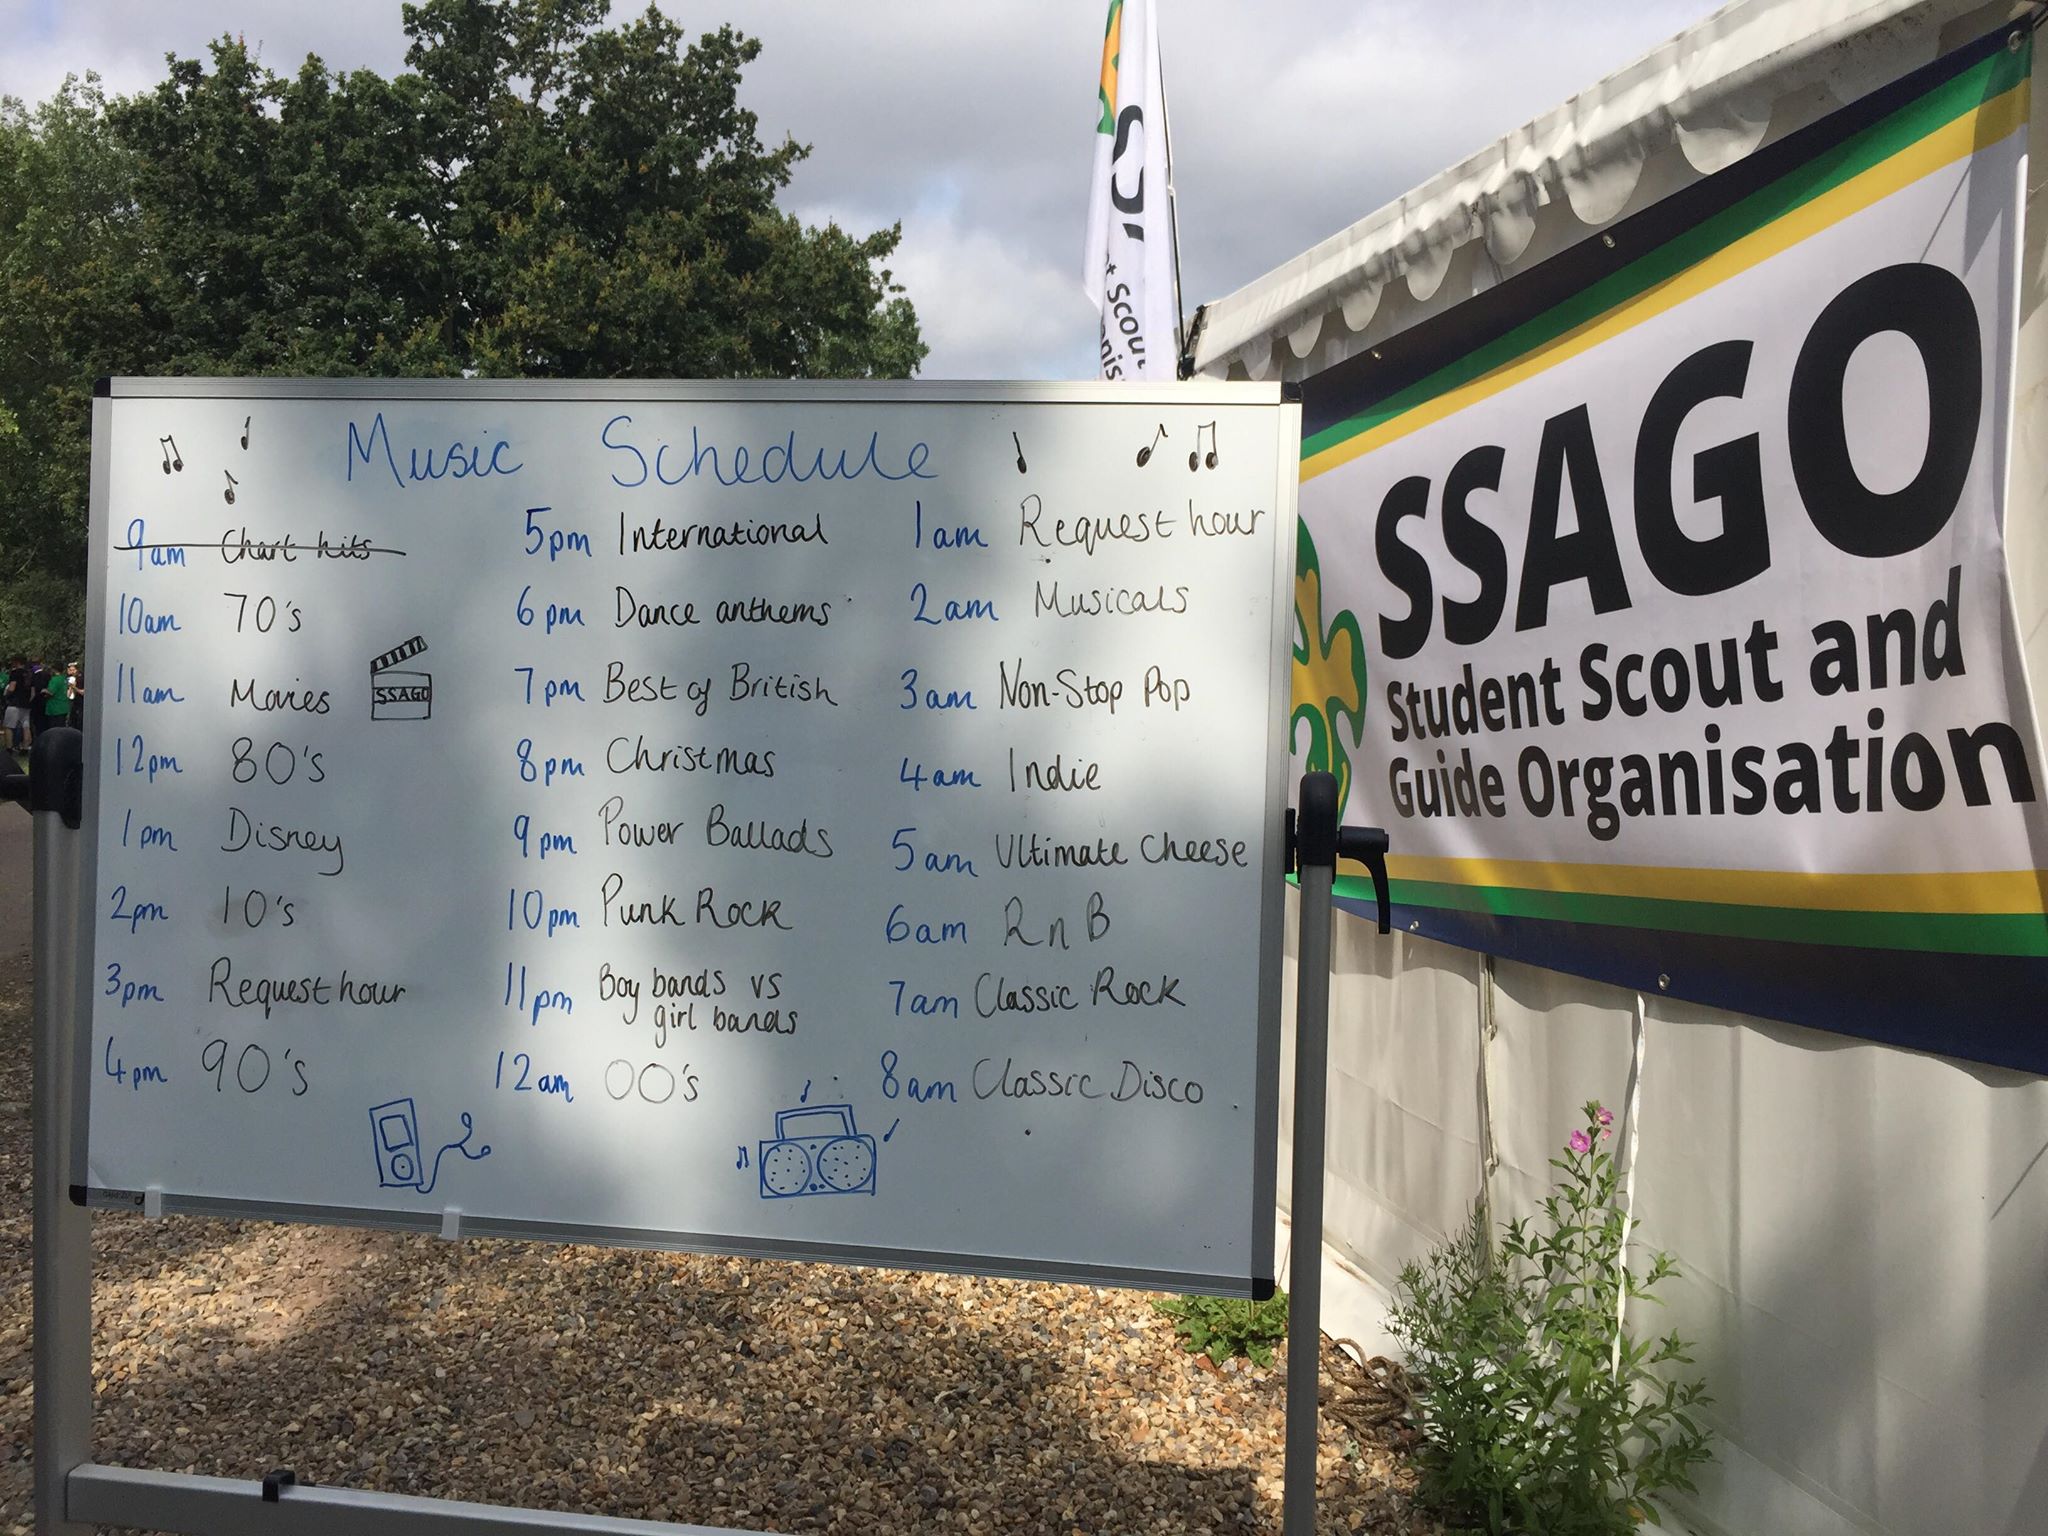 Music Schedule
9am Chart hits
10am 70's
11am Movies
SSAGO
12pm 80's
1pm Disney
2pm 10's
3pm Request hour
4pm 90's
5pm International
6pm Dance anthems
7pm Best of British
8pm Christmas
9pm Power Ballads
10pm Punk Rock
11pm Boy bands vs
girl bands
12am 00's
1am Request hour
2am Musicals
3am Non-Stop Pop
4am Indie
5am Ultimate Cheese
6am RnB
7am Classic Rock
8am Classic Disco
SSAGO
Student Scout and
Guide Organisation
Scout